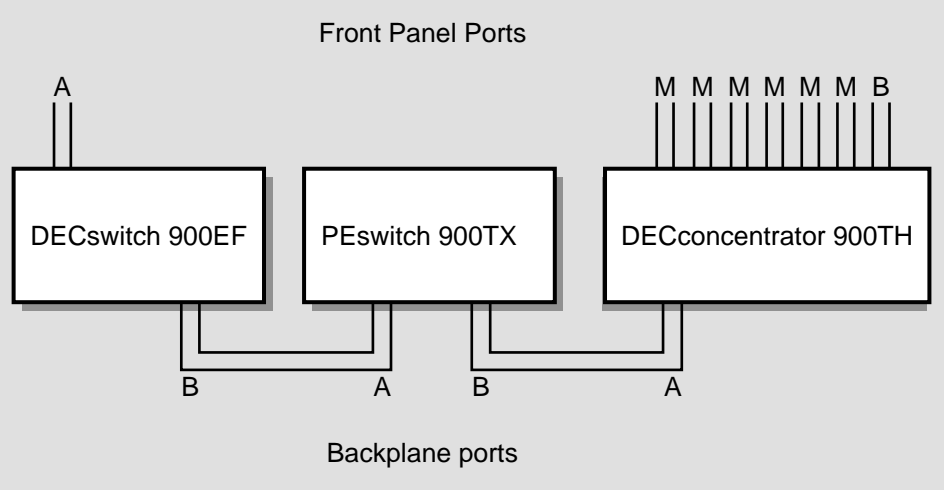 Front Panel Ports
A
M M M M M M B
DECswitch 900EF
PEswitch 900TX
DECconcentrator 900TH
B A B A
Backplane ports